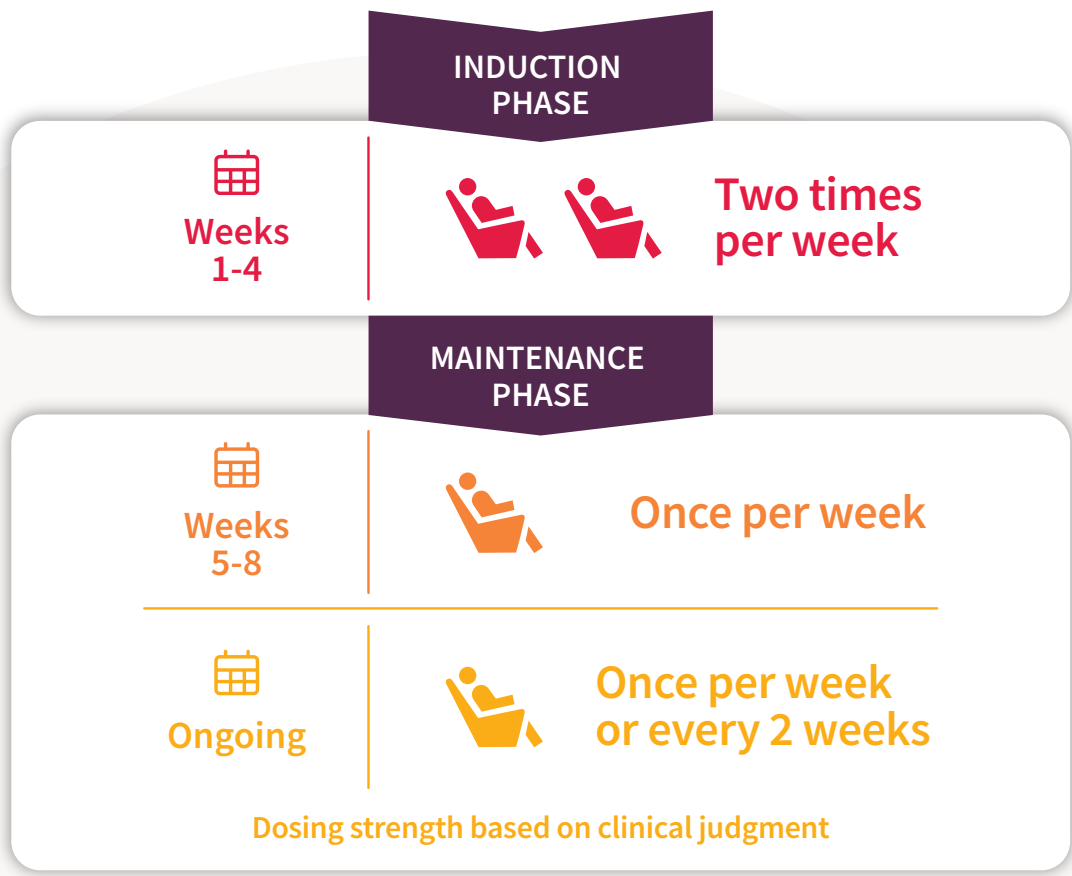 INDUCTION
PHASE
Weeks
1-4
Two times
per week
MAINTENANCE
PHASE
Weeks
5-8
Once per week
Ongoing
Once per week
or every 2 weeks
Dosing strength based on clinical judgment